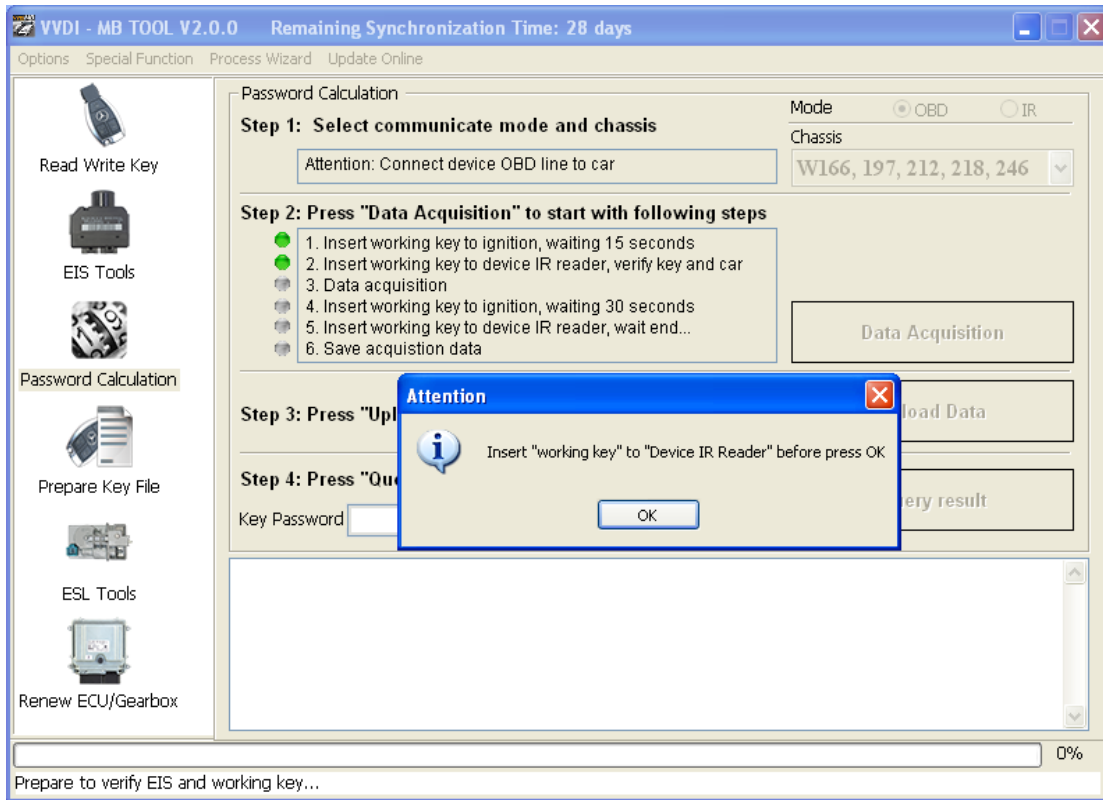 VVDI - MB TOOL V2.0.0 Remaining Synchronization Time: 28 days
Options Special Function Process Wizard Update Online
Read Write Key
EIS Tools
Password Calculation
Prepare Key File
ESL Tools
Renew ECU/Gearbox
Password Calculation
Step 1: Select communicate mode and chassis
Attention: Connect device OBD line to car
Mode OBD IR
Chassis
W166, 197, 212, 218, 246
Step 2: Press "Data Acquisition" to start with following steps
1. Insert working key to ignition, waiting 15 seconds
2. Insert working key to device IR reader, verify key and car
3. Data acquisition
4. Insert working key to ignition, waiting 30 seconds
5. Insert working key to device IR reader, wait end...
6. Save acquistion data
Data Acquisition
Step 3: Press "Upl
load Data
Step 4: Press "Que
ery result
Key Password
Attention
Insert "working key" to "Device IR Reader" before press OK
OK
0%
Prepare to verify EIS and working key...